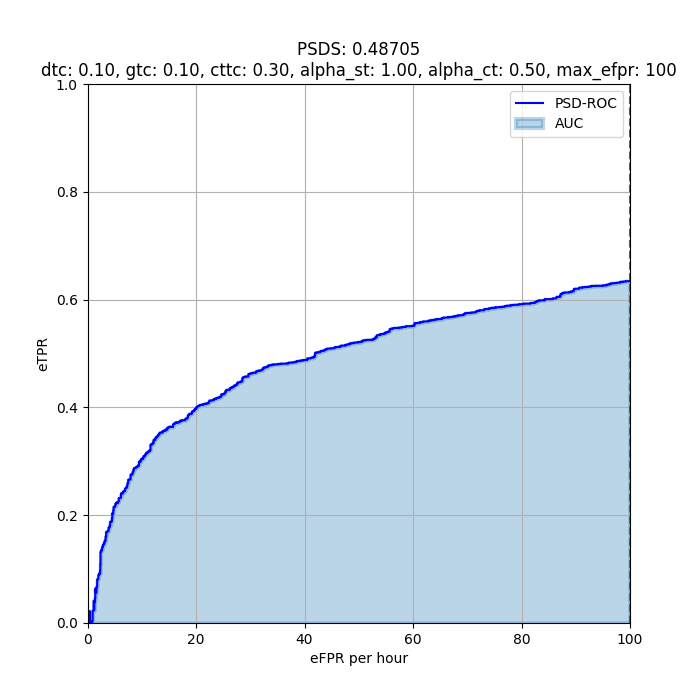 PSDS: 0.48705
dtc: 0.10, gtc: 0.10, cttc: 0.30, alpha_st: 1.00, alpha_ct: 0.50, max_efpr: 100
PSD-ROC
AUC
eTPR
1.0
0.8
0.6
0.4
0.2
0.0
0 20 40 60 80 100
eFPR per hour